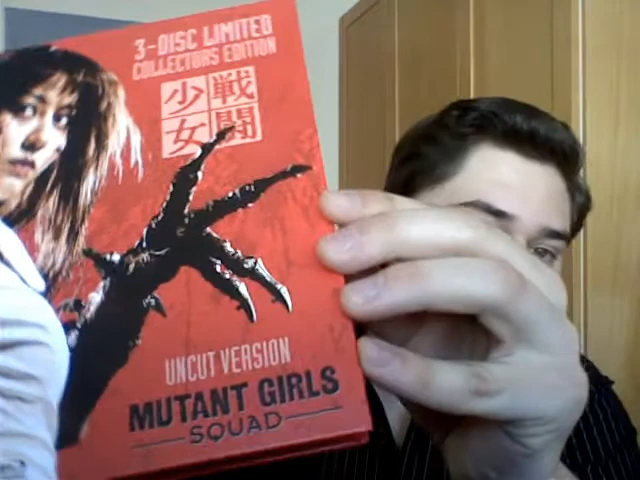 3-DISC LIMITED
COLLECTORS EDITION
少戦
女闘
UNCUT VERSION
MUTANT GIRLS
SQUAD